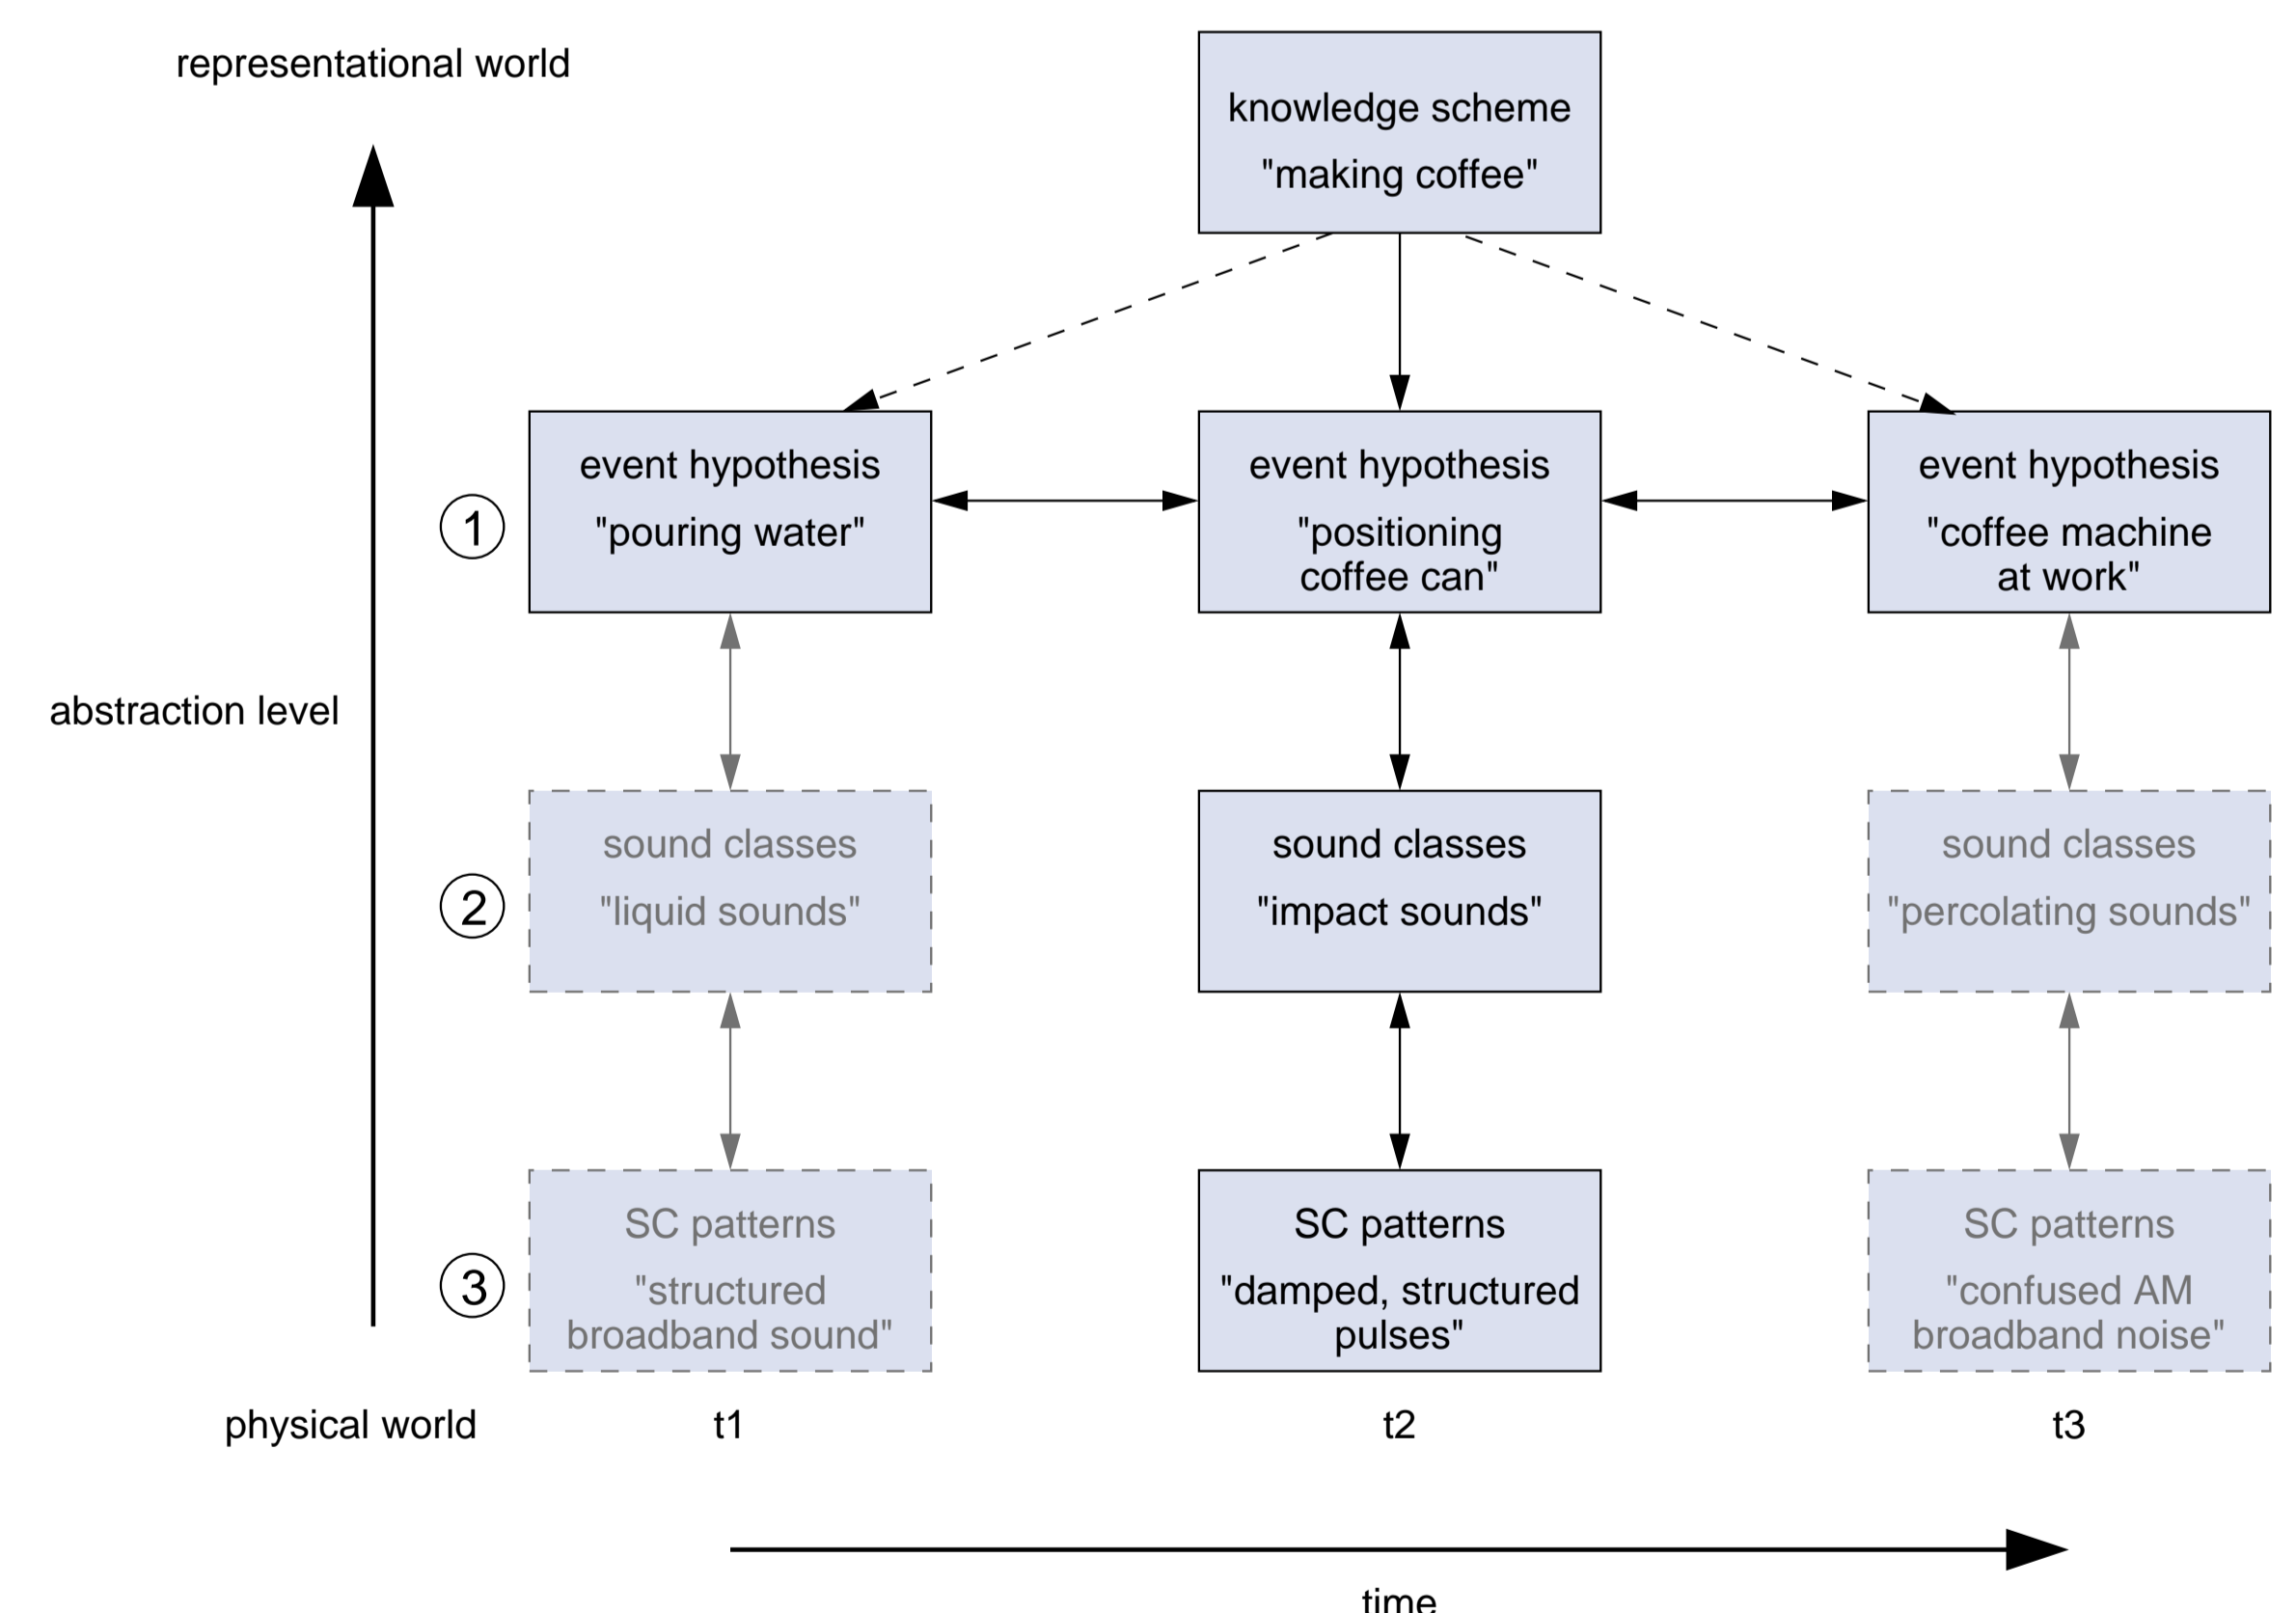 representational world
knowledge scheme
"making coffee"
event hypothesis
"pouring water"
event hypothesis
"positioning
coffee can"
event hypothesis
"coffee machine
at work"
1
abstraction level
sound classes
"liquid sounds"
sound classes
"impact sounds"
sound classes
"percolating sounds"
2
SC patterns
"structured
broadband sound"
SC patterns
"damped, structured
pulses"
SC patterns
"confused AM
broadband noise"
3
physical world
t1
t2
t3
time